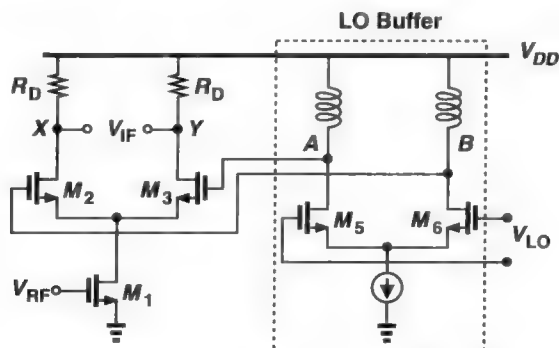 LO Buffer
V_DD
R_D
R_D
X
V_IF
Y
A
B
M_2
M_3
M_5
M_6
V_LO
V_RF
M_1